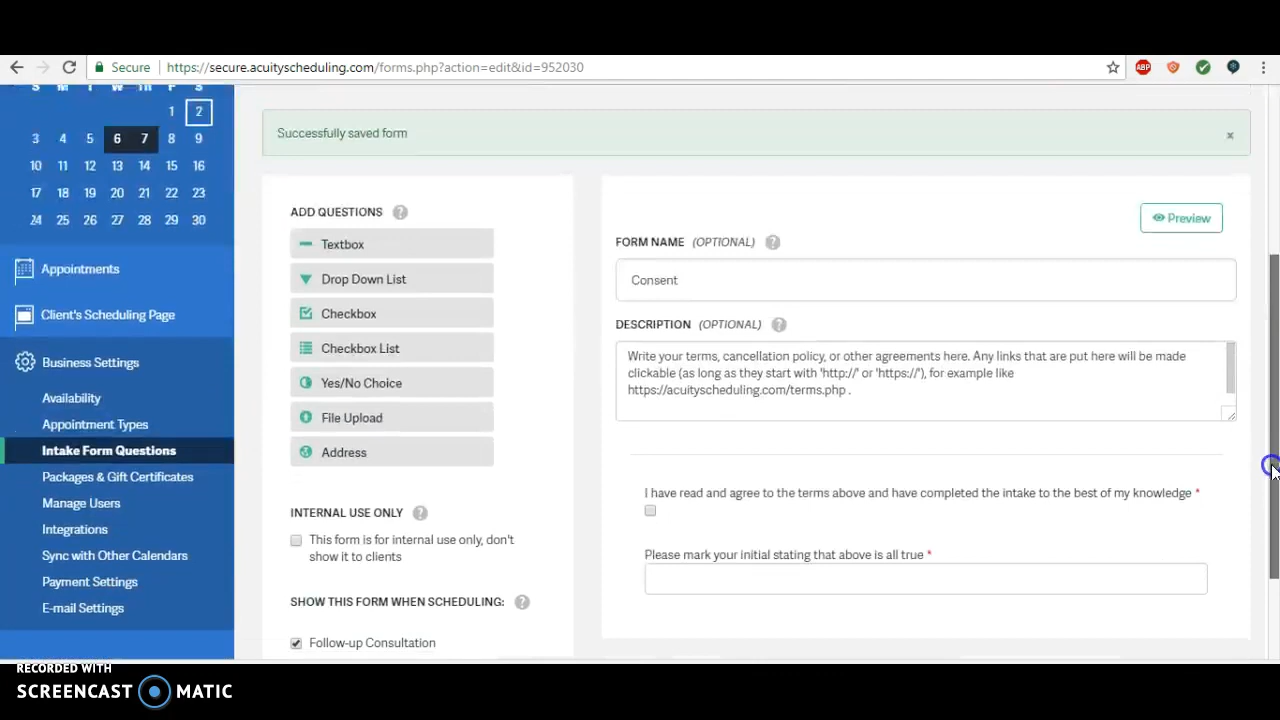 Secure https://secure.acuityscheduling.com/forms.php?action=edit&id=952030
ABP
S M T W Th F S
1 2
3 4 5 6 7 8 9
10 11 12 13 14 15 16
17 18 19 20 21 22 23
24 25 26 27 28 29 30
Appointments
Client's Scheduling Page
Business Settings
Availability
Appointment Types
Intake Form Questions
Packages & Gift Certificates
Manage Users
Integrations
Sync with Other Calendars
Payment Settings
E-mail Settings
Successfully saved form ×
ADD QUESTIONS ?
Textbox
Drop Down List
Checkbox
Checkbox List
Yes/No Choice
File Upload
Address
INTERNAL USE ONLY ?
This form is for internal use only, don't
show it to clients
SHOW THIS FORM WHEN SCHEDULING: ?
Follow-up Consultation
Preview
FORM NAME (OPTIONAL) ?
Consent
DESCRIPTION (OPTIONAL) ?
Write your terms, cancellation policy, or other agreements here. Any links that are put here will be made
clickable (as long as they start with 'http://' or 'https://'), for example like
https://acuityscheduling.com/terms.php .
I have read and agree to the terms above and have completed the intake to the best of my knowledge *
Please mark your initial stating that above is all true *
RECORDED WITH
SCREENCAST MATIC